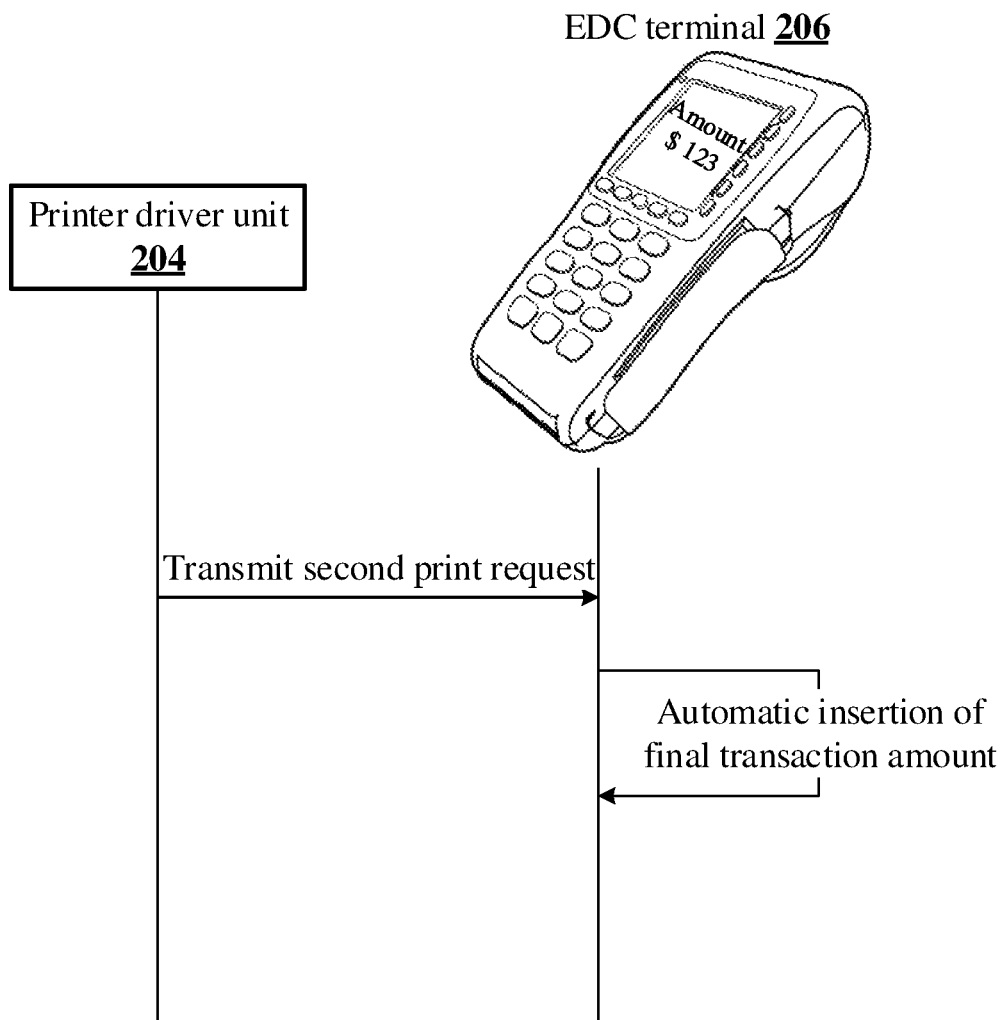 EDC terminal 206
Amount
$ 123
Printer driver unit
204
Transmit second print request
Automatic insertion of
final transaction amount